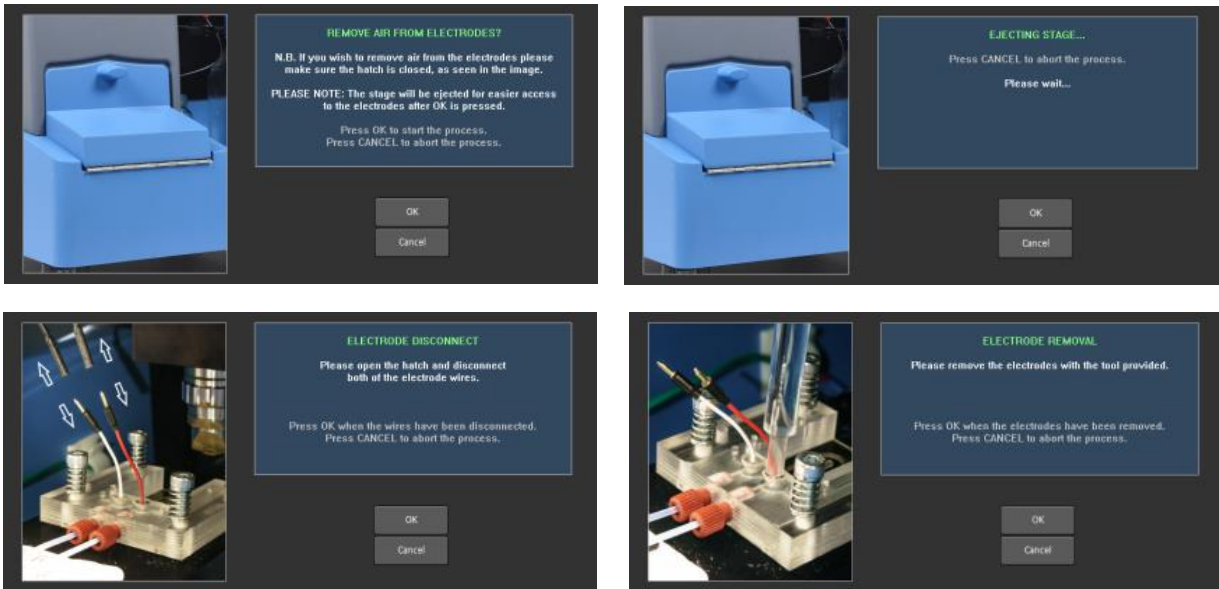 REMOVE AIR FROM ELECTRODES?
N.B. If you wish to remove air from the electrodes please
make sure the hatch is closed, as seen in the image.
PLEASE NOTE: The stage will be ejected for easier access
to the electrodes after OK is pressed.
Press OK to start the process.
Press CANCEL to abort the process.
OK
Cancel
EJECTING STAGE...
Press CANCEL to abort the process.
Please wait...
OK
Cancel
ELECTRODE DISCONNECT
Please open the hatch and disconnect
both of the electrode wires.
Press OK when the wires have been disconnected.
Press CANCEL to abort the process.
OK
Cancel
ELECTRODE REMOVAL
Please remove the electrodes with the tool provided.
Press OK when the electrodes have been removed.
Press CANCEL to abort the process.
OK
Cancel